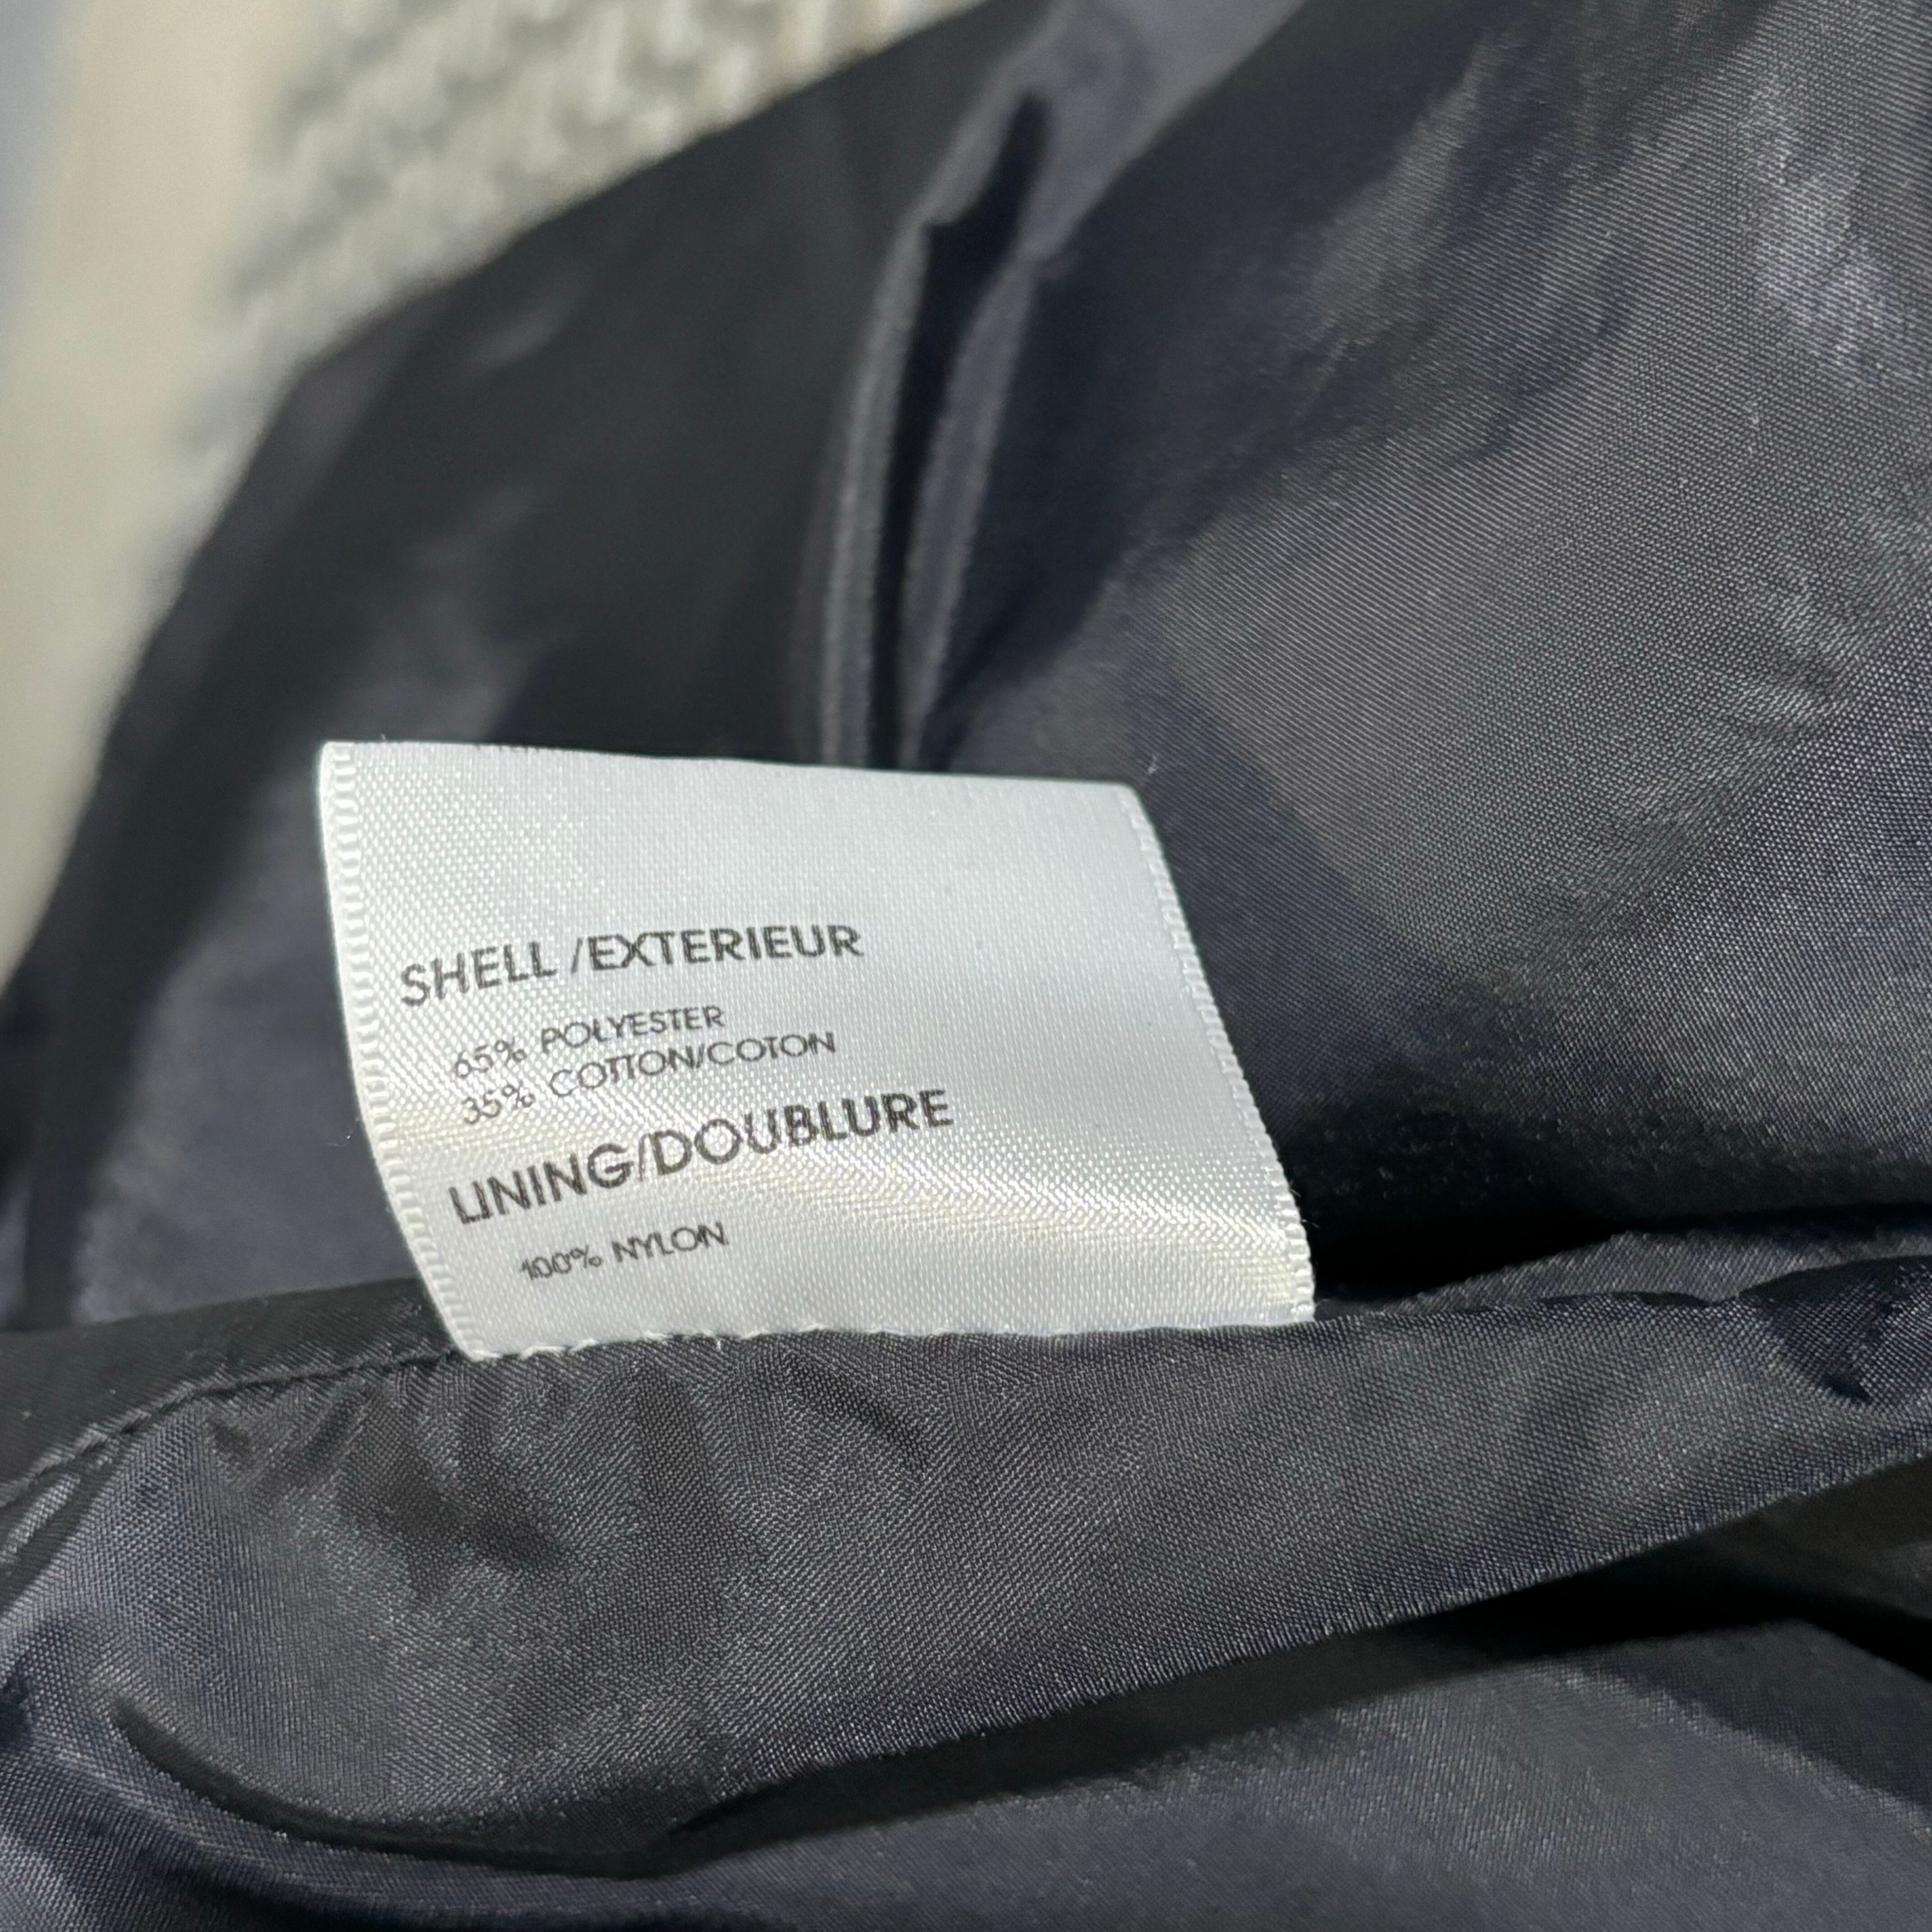 SHELL /EXTERIEUR
65% POLYESTER
35% COTTON/COTON
LINING/DOUBLURE
100% NYLON